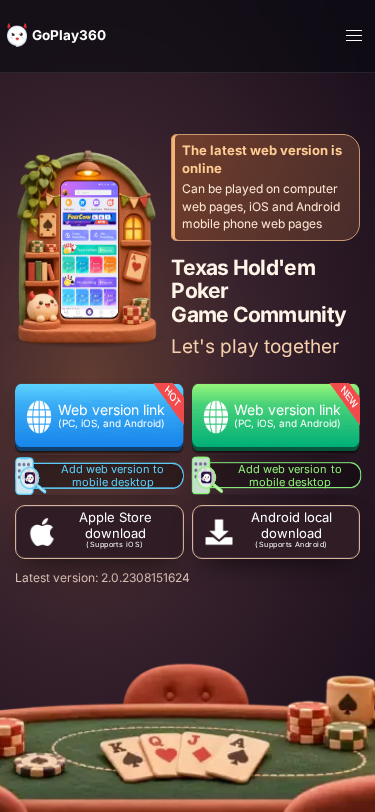 GoPlay360
The latest web version is
online
Can be played on computer
web pages, iOS and Android
mobile phone web pages
Texas Hold'em
Poker
Game Community
Let's play together
HOT
Web version link
(PC, iOS, and Android)
NEW
Web version link
(PC, iOS, and Android)
Add web version to
mobile desktop
Add web version to
mobile desktop
Apple Store
download
(Supports iOS)
Android local
download
(Supports Android)
Latest version: 2.0.2308151624
K
Q
J
A